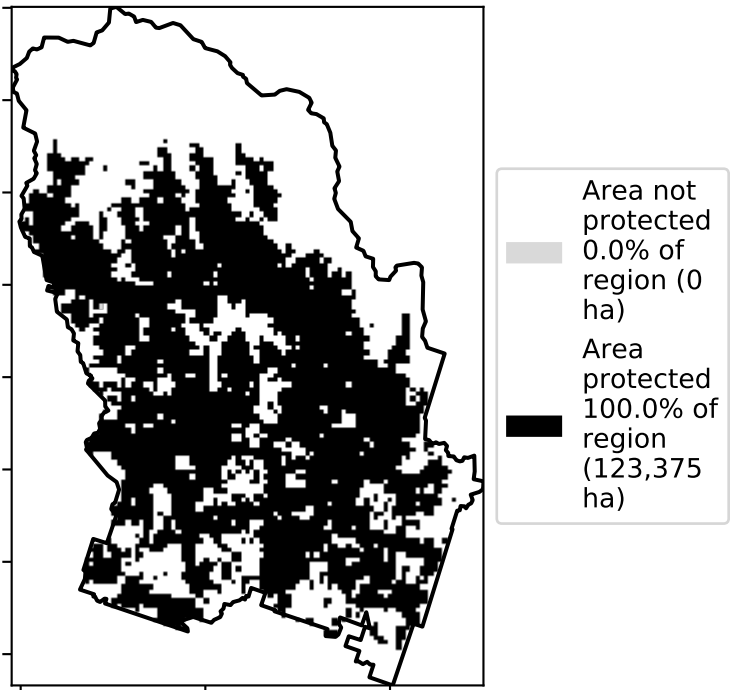 Area not
protected
0.0% of
region (0
ha)
Area
protected
100.0% of
region
(123,375
ha)